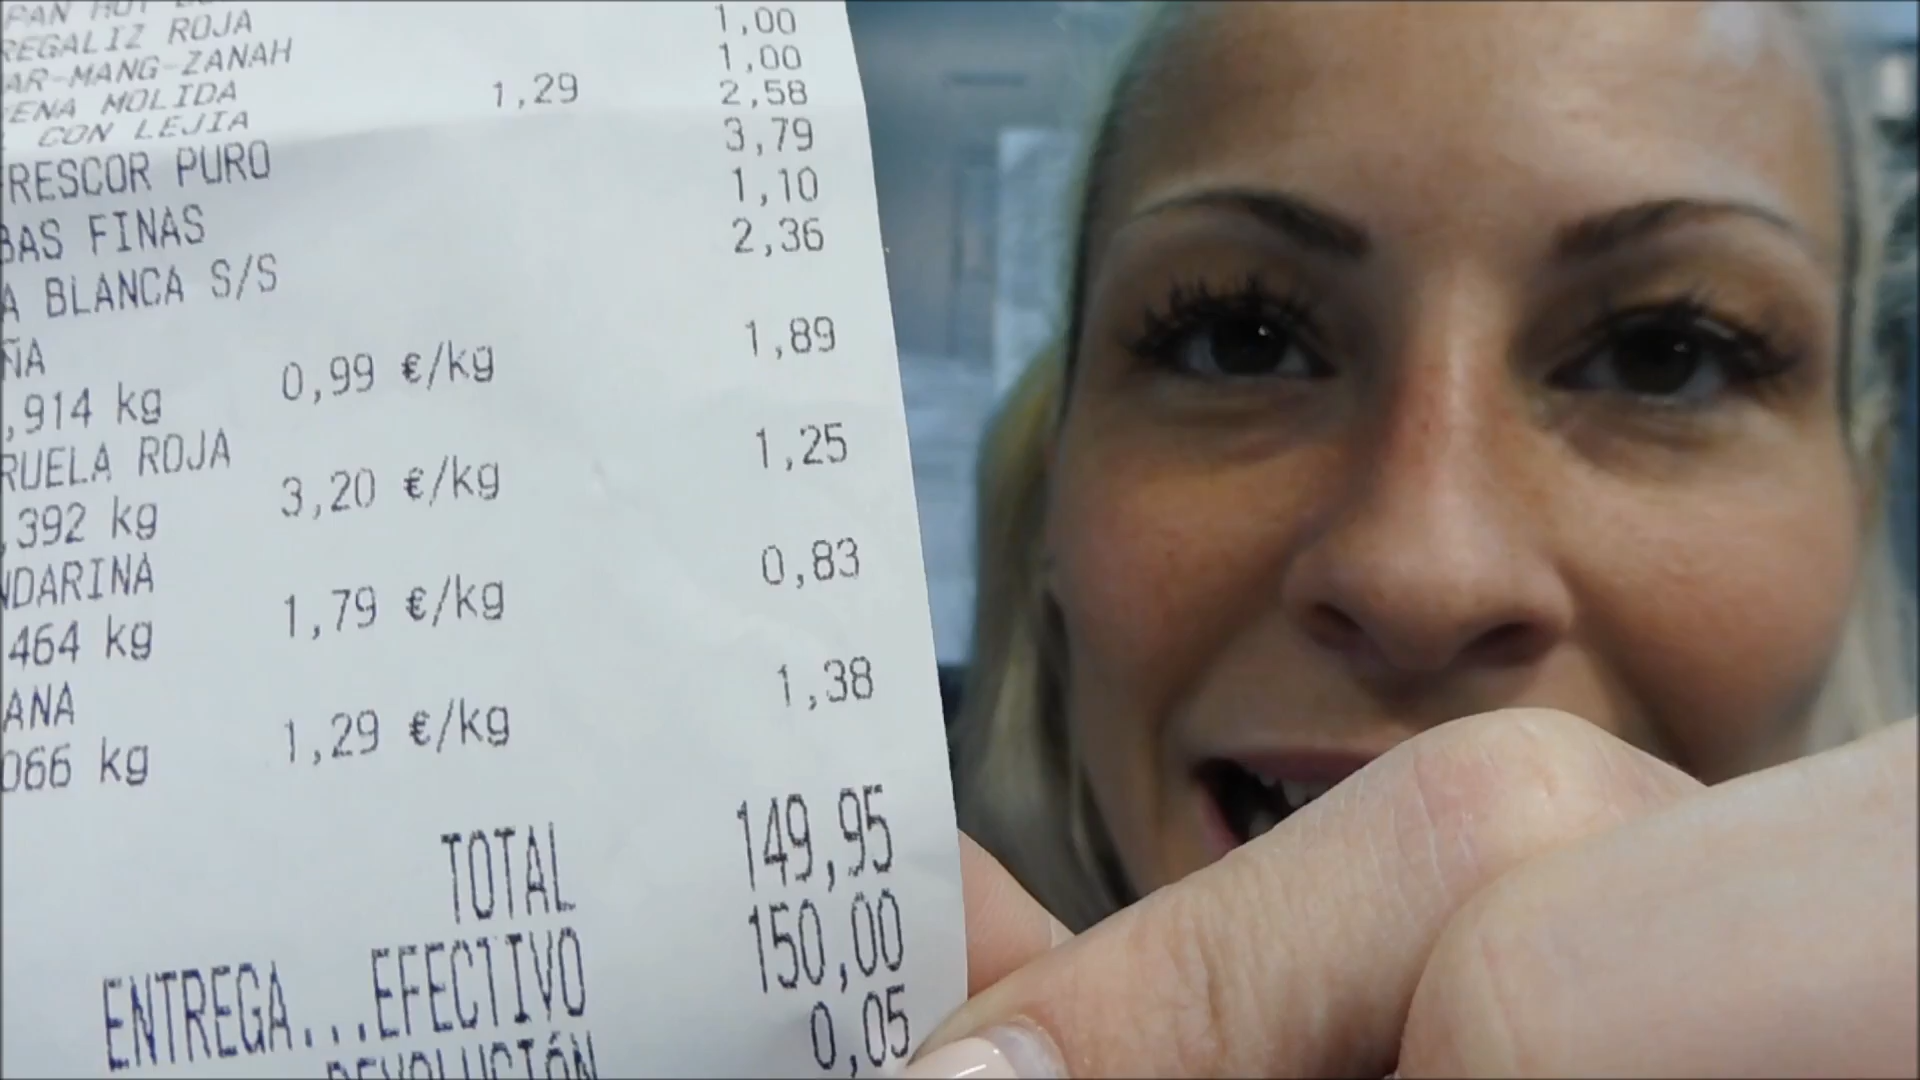 PAN HOT
REGALIZ ROJA 1,00
AR-MANG-ZANAH 1,00
ENA MOLIDA 1,29 2,58
CON LEJIA 3,79
RESCOR PURO 1,10
BAS FINAS 2,36
A BLANCA S/S
ÑA
,914 kg 0,99 €/kg 1,89
RUELA ROJA
,392 kg 3,20 €/kg 1,25
NDARINA
464 kg 1,79 €/kg 0,83
ANA
066 kg 1,29 €/kg 1,38
TOTAL 149,95
ENTREGA...EFECTIVO 150,00
DEVOLUCIÓN 0,05